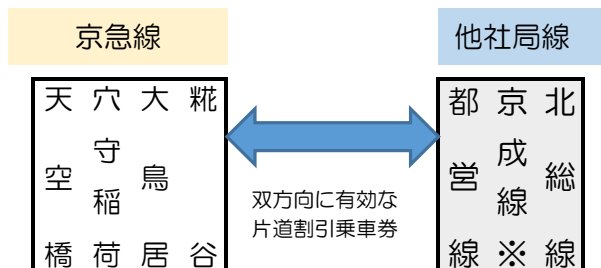 京急線
他社局線
天空橋
穴守稲荷
大鳥居
糀谷
双方向に有効な
片道割引乗車券
都営線
京成線※
北総線